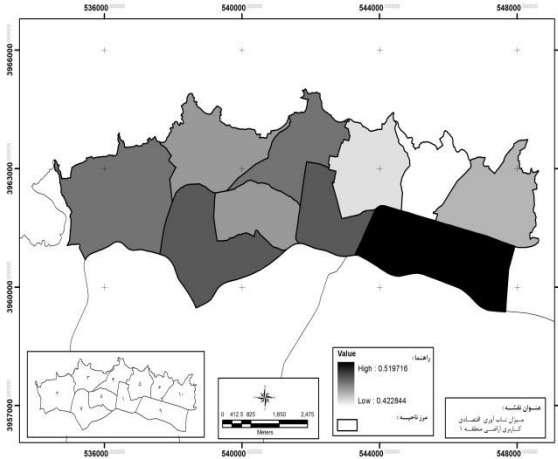 536000 540000 544000 548000
3966000
3963000
3960000
3957000
Value
راهنما:
High : 0.519716
Low : 0.422844
مرز ناحیه:
0 412.5 825 1,650 2,475
Meters
عنوان نقشه:
میزان تاب آوری اقتصادی
کاربری اراضی منطقه ۱
536000 540000 544000 548000